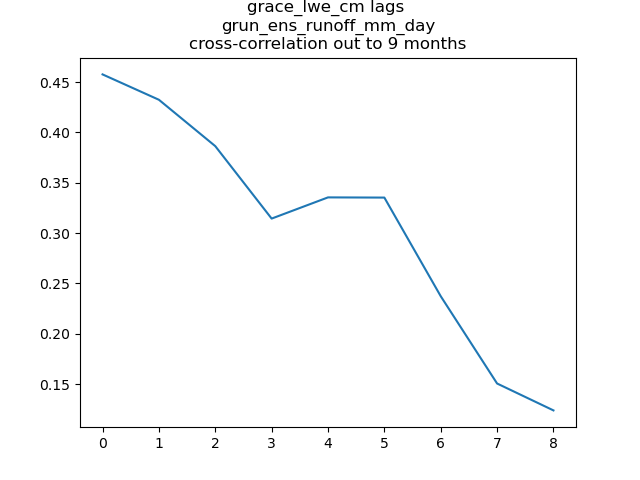 grace_lwe_cm lags
grun_ens_runoff_mm_day
cross-correlation out to 9 months
0.45
0.40
0.35
0.30
0.25
0.20
0.15
0 1 2 3 4 5 6 7 8